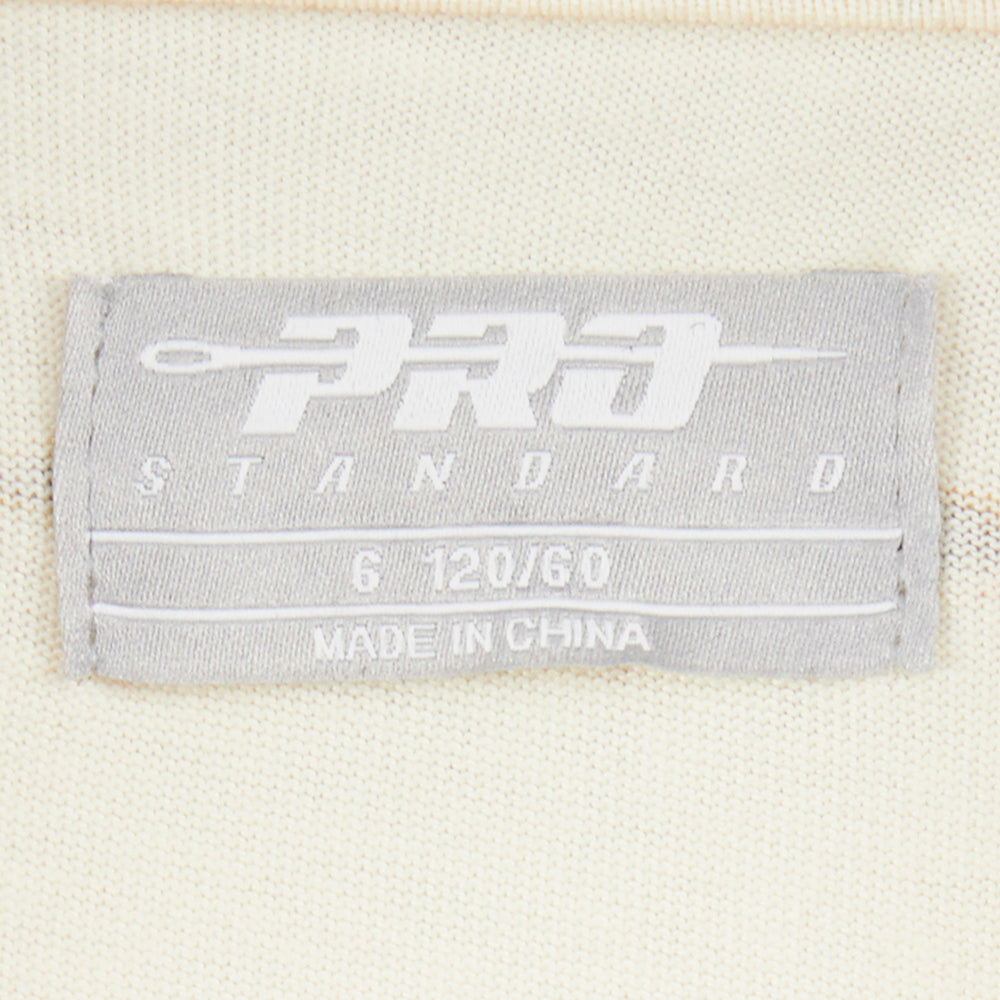 PRO
STANDARD
6 120/60
MADE IN CHINA